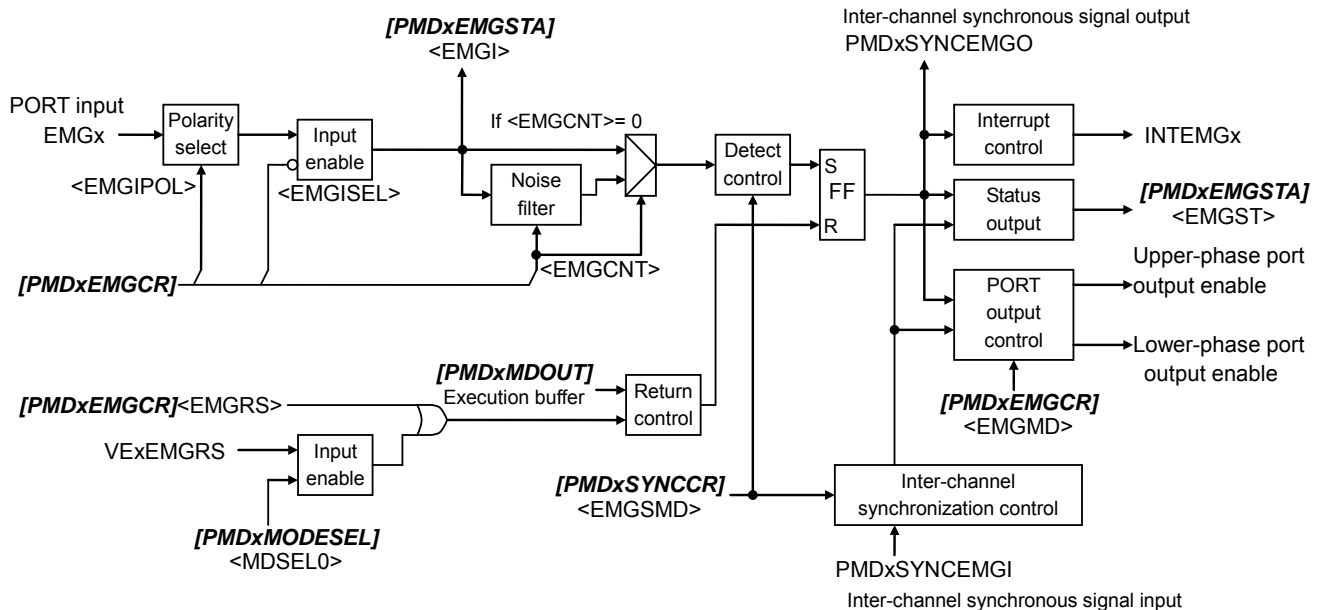 Inter-channel synchronous signal output
PMDxSYNCEMGO
[PMDxEMGSTA]
<EMGI>
PORT input
EMGx
Polarity
select
Input
enable
If <EMGCNT>= 0
Noise
filter
Detect
control
S
FF
R
Interrupt
control
INTEMGx
<EMGIPOL>
<EMGISEL>
Status
output
[PMDxEMGSTA]
<EMGST>
[PMDxEMGCR]
<EMGCNT>
PORT
output
control
Upper-phase port
output enable
Lower-phase port
output enable
[PMDxMDOUT]
Execution buffer
Return
control
[PMDxEMGCR]<EMGRS>
[PMDxEMGCR]
<EMGMD>
VExEMGRS
Input
enable
[PMDxSYNCCR]
<EMGSMD>
Inter-channel
synchronization control
[PMDxMODESEL]
<MDSEL0>
PMDxSYNCEMGI
Inter-channel synchronous signal input